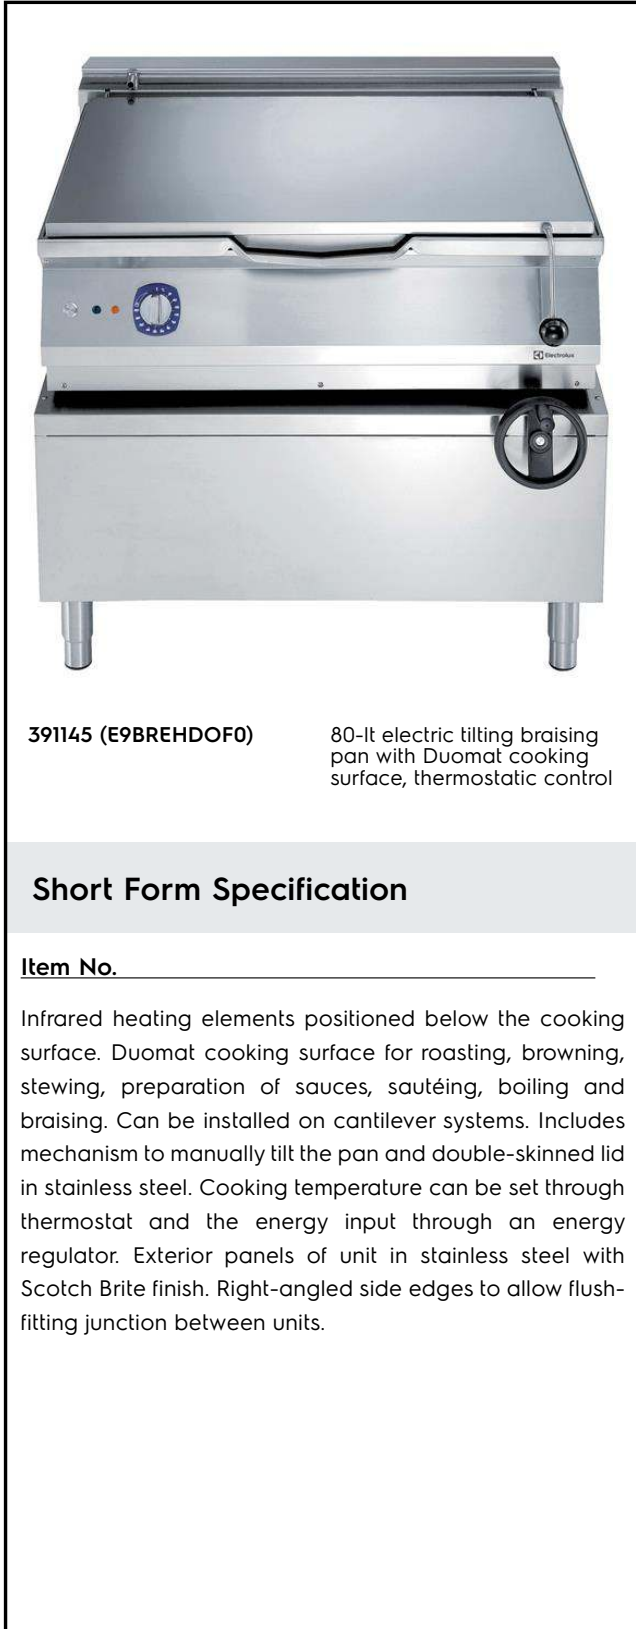 Electrolux
391145 (E9BREHDOF0)
80-lt electric tilting braising
pan with Duomat cooking
surface, thermostatic control
Short Form Specification
Item No.
Infrared heating elements positioned below the cooking
surface. Duomat cooking surface for roasting, browning,
stewing, preparation of sauces, sautéing, boiling and
braising. Can be installed on cantilever systems. Includes
mechanism to manually tilt the pan and double-skinned lid
in stainless steel. Cooking temperature can be set through
thermostat and the energy input through an energy
regulator. Exterior panels of unit in stainless steel with
Scotch Brite finish. Right-angled side edges to allow flush-
fitting junction between units.